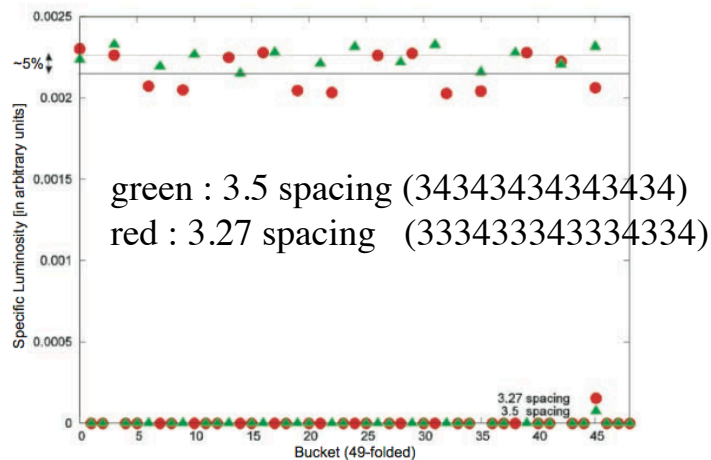 0.0025
~5%
0.002
0.0015
green : 3.5 spacing (34343434343434)
red : 3.27 spacing (333433343334334)
0.001
0.0005
3.27 spacing
3.5 spacing
0
0 5 10 15 20 25 30 35 40 45
Bucket (49-folded)
Specific Luminosity [in arbitrary units]